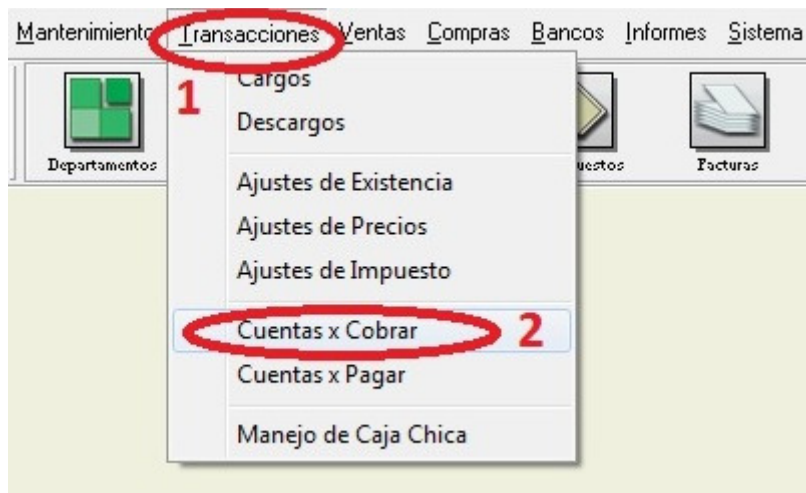 Mantenimiento Transacciones Ventas Compras Bancos Informes Sistema
1
Cargos
Descargos
Departamentos
uestos
Facturas
Ajustes de Existencia
Ajustes de Precios
Ajustes de Impuesto
Cuentas x Cobrar
2
Cuentas x Pagar
Manejo de Caja Chica